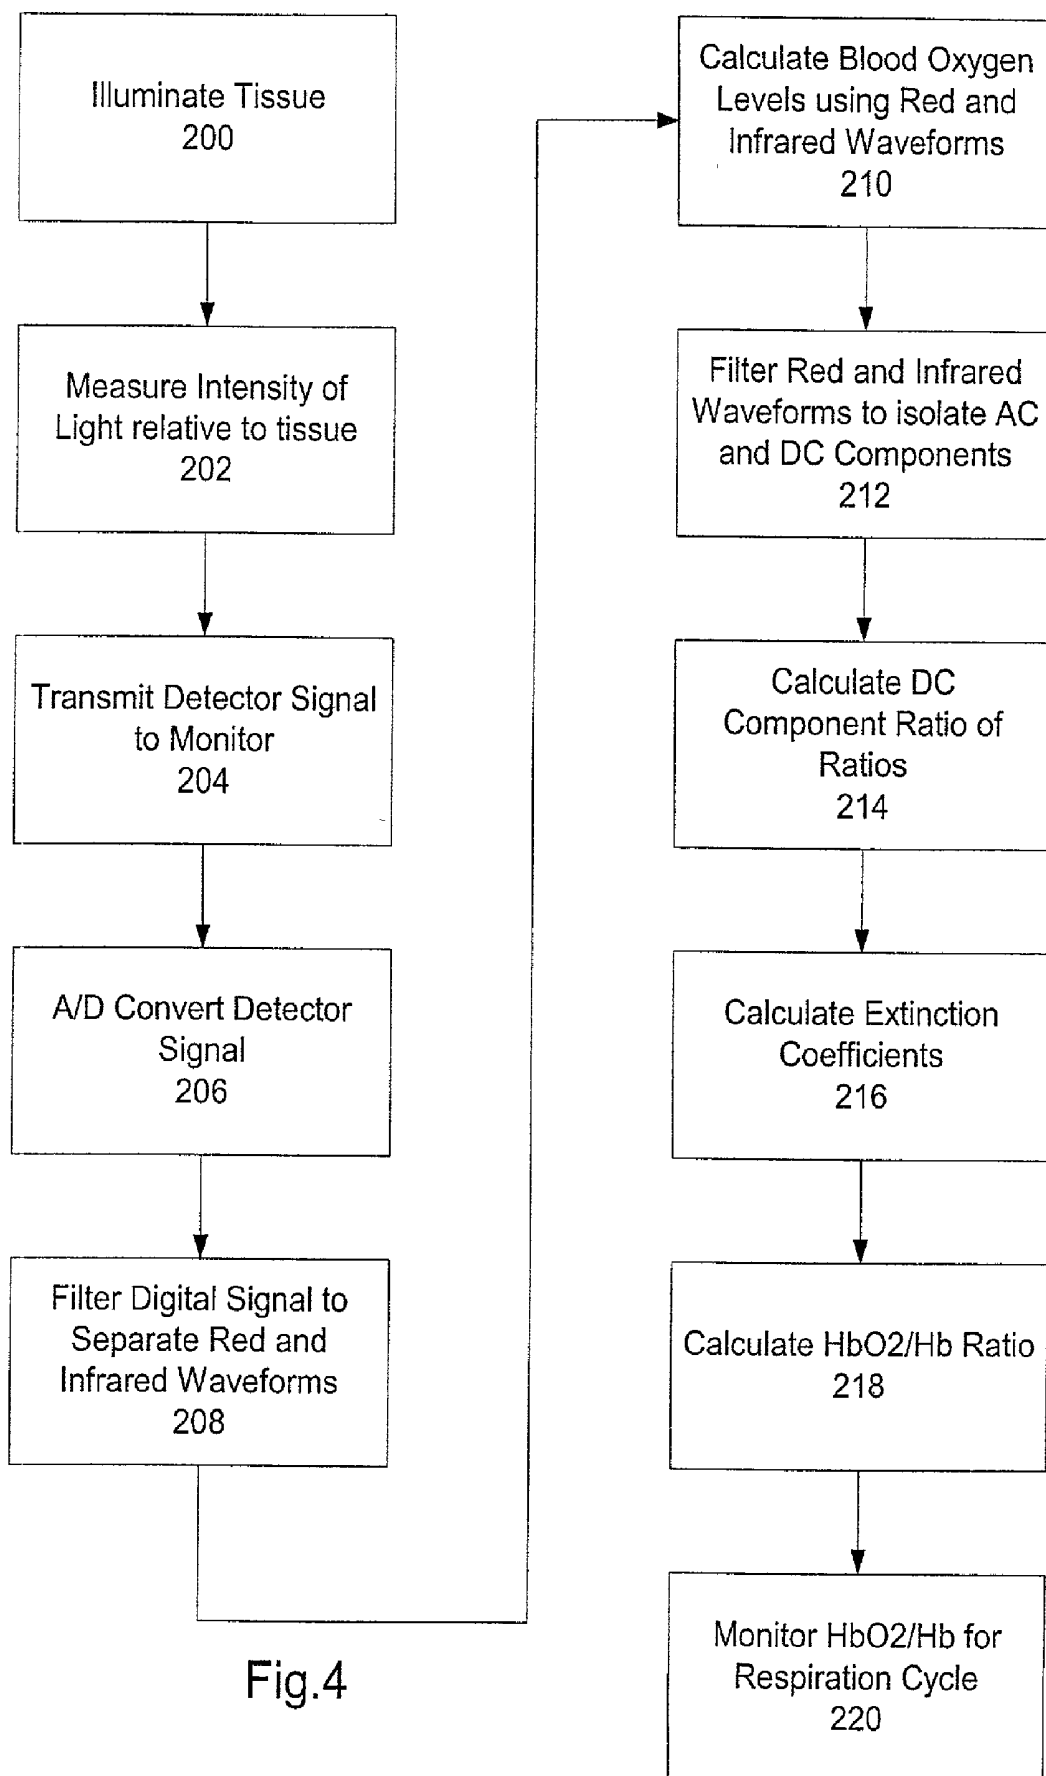 Illuminate Tissue
200
Measure Intensity of
Light relative to tissue
202
Transmit Detector Signal
to Monitor
204
A/D Convert Detector
Signal
206
Filter Digital Signal to
Separate Red and
Infrared Waveforms
208
Calculate Blood Oxygen
Levels using Red and
Infrared Waveforms
210
Filter Red and Infrared
Waveforms to isolate AC
and DC Components
212
Calculate DC
Component Ratio of
Ratios
214
Calculate Extinction
Coefficients
216
Calculate HbO2/Hb Ratio
218
Monitor HbO2/Hb for
Respiration Cycle
220
Fig.4